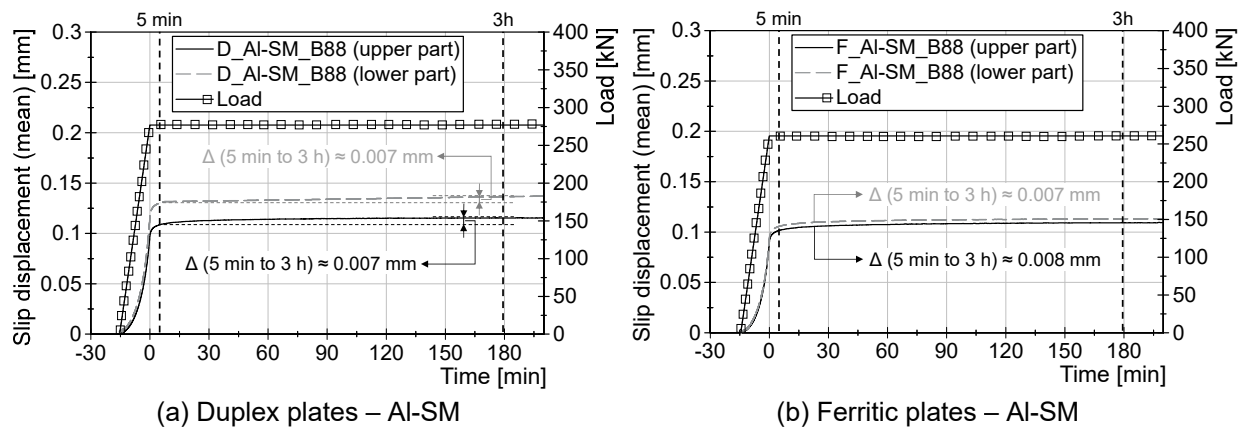 5 min
3h
0.3
0.25
0.2
0.15
0.1
0.05
0
Slip displacement (mean) [mm]
D_Al-SM_B88 (upper part)
D_Al-SM_B88 (lower part)
Load
Δ (5 min to 3 h) ≈ 0.007 mm
Δ (5 min to 3 h) ≈ 0.007 mm
400
350
300
250
200
150
100
50
0
Load [kN]
-30 0 30 60 90 120 150 180
Time [min]
(a) Duplex plates – Al-SM
5 min
3h
0.3
0.25
0.2
0.15
0.1
0.05
0
Slip displacement (mean) [mm]
F_Al-SM_B88 (upper part)
F_Al-SM_B88 (lower part)
Load
Δ (5 min to 3 h) ≈ 0.007 mm
Δ (5 min to 3 h) ≈ 0.008 mm
400
350
300
250
200
150
100
50
0
Load [kN]
-30 0 30 60 90 120 150 180
Time [min]
(b) Ferritic plates – Al-SM